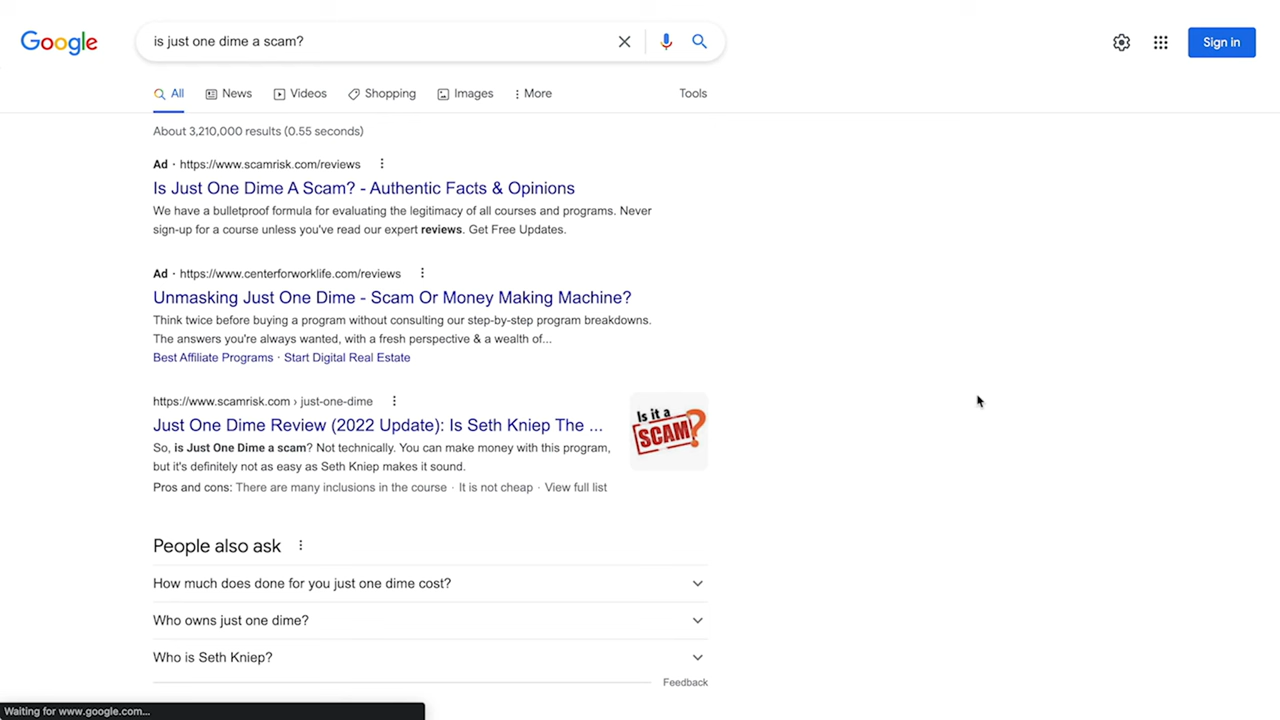 Google
is just one dime a scam?
Sign in
All
News
Videos
Shopping
Images
More
Tools
About 3,210,000 results (0.55 seconds)
Ad · https://www.scamrisk.com/reviews
Is Just One Dime A Scam? - Authentic Facts & Opinions
We have a bulletproof formula for evaluating the legitimacy of all courses and programs. Never
sign-up for a course unless you've read our expert reviews. Get Free Updates.
Ad · https://www.centerforworklife.com/reviews
Unmasking Just One Dime - Scam Or Money Making Machine?
Think twice before buying a program without consulting our step-by-step program breakdowns.
The answers you're always wanted, with a fresh perspective & a wealth of...
Best Affiliate Programs · Start Digital Real Estate
https://www.scamrisk.com › just-one-dime
Just One Dime Review (2022 Update): Is Seth Kniep The ...
So, is Just One Dime a scam? Not technically. You can make money with this program,
but it's definitely not as easy as Seth Kniep makes it sound.
Pros and cons: There are many inclusions in the course · It is not cheap · View full list
Is it a
SCAM?
People also ask
How much does done for you just one dime cost?
Who owns just one dime?
Who is Seth Kniep?
Feedback
Waiting for www.google.com...